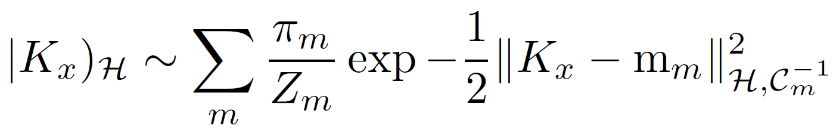 |K_x)_ℋ ∼ ∑_m π_m/Z_m exp −1/2 ‖K_x − m_m‖²_{ℋ,𝒞_m^{−1}}